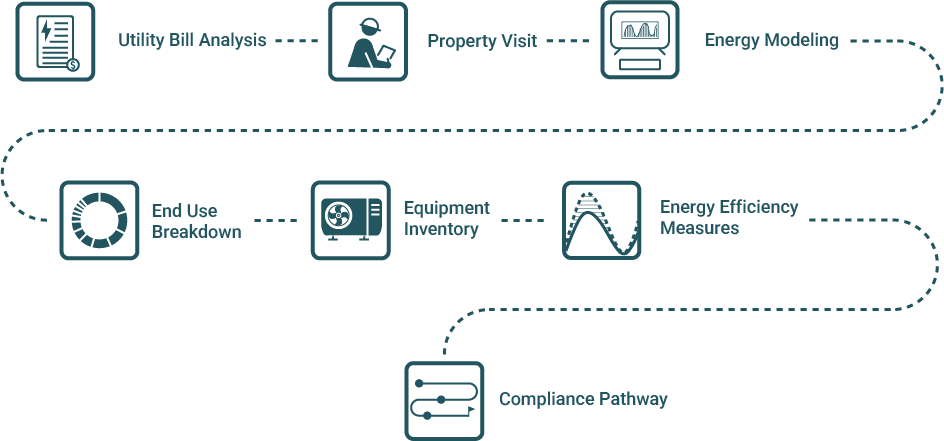 Utility Bill Analysis
Property Visit
Energy Modeling
End Use
Breakdown
Equipment
Inventory
Energy Efficiency
Measures
$
Compliance Pathway